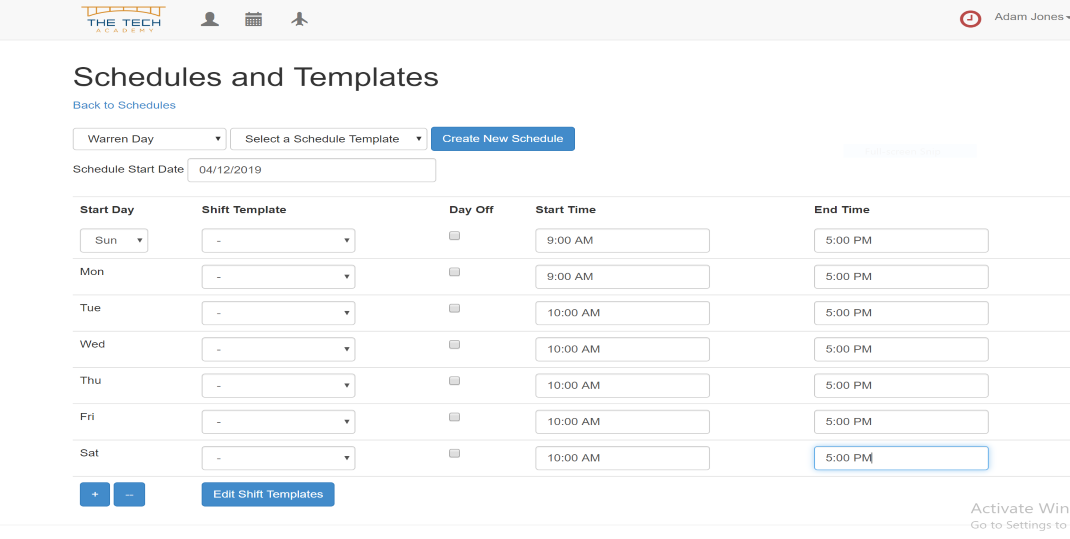 THE TECH
ACADEMY
Adam Jones
Schedules and Templates
Back to Schedules
Warren Day Select a Schedule Template Create New Schedule
Schedule Start Date 04/12/2019
Start Day Shift Template Day Off Start Time End Time
Sun - 9:00 AM 5:00 PM
Mon - 9:00 AM 5:00 PM
Tue - 10:00 AM 5:00 PM
Wed - 10:00 AM 5:00 PM
Thu - 10:00 AM 5:00 PM
Fri - 10:00 AM 5:00 PM
Sat - 10:00 AM 5:00 PM
+ -- Edit Shift Templates
Activate Win
Go to Settings to